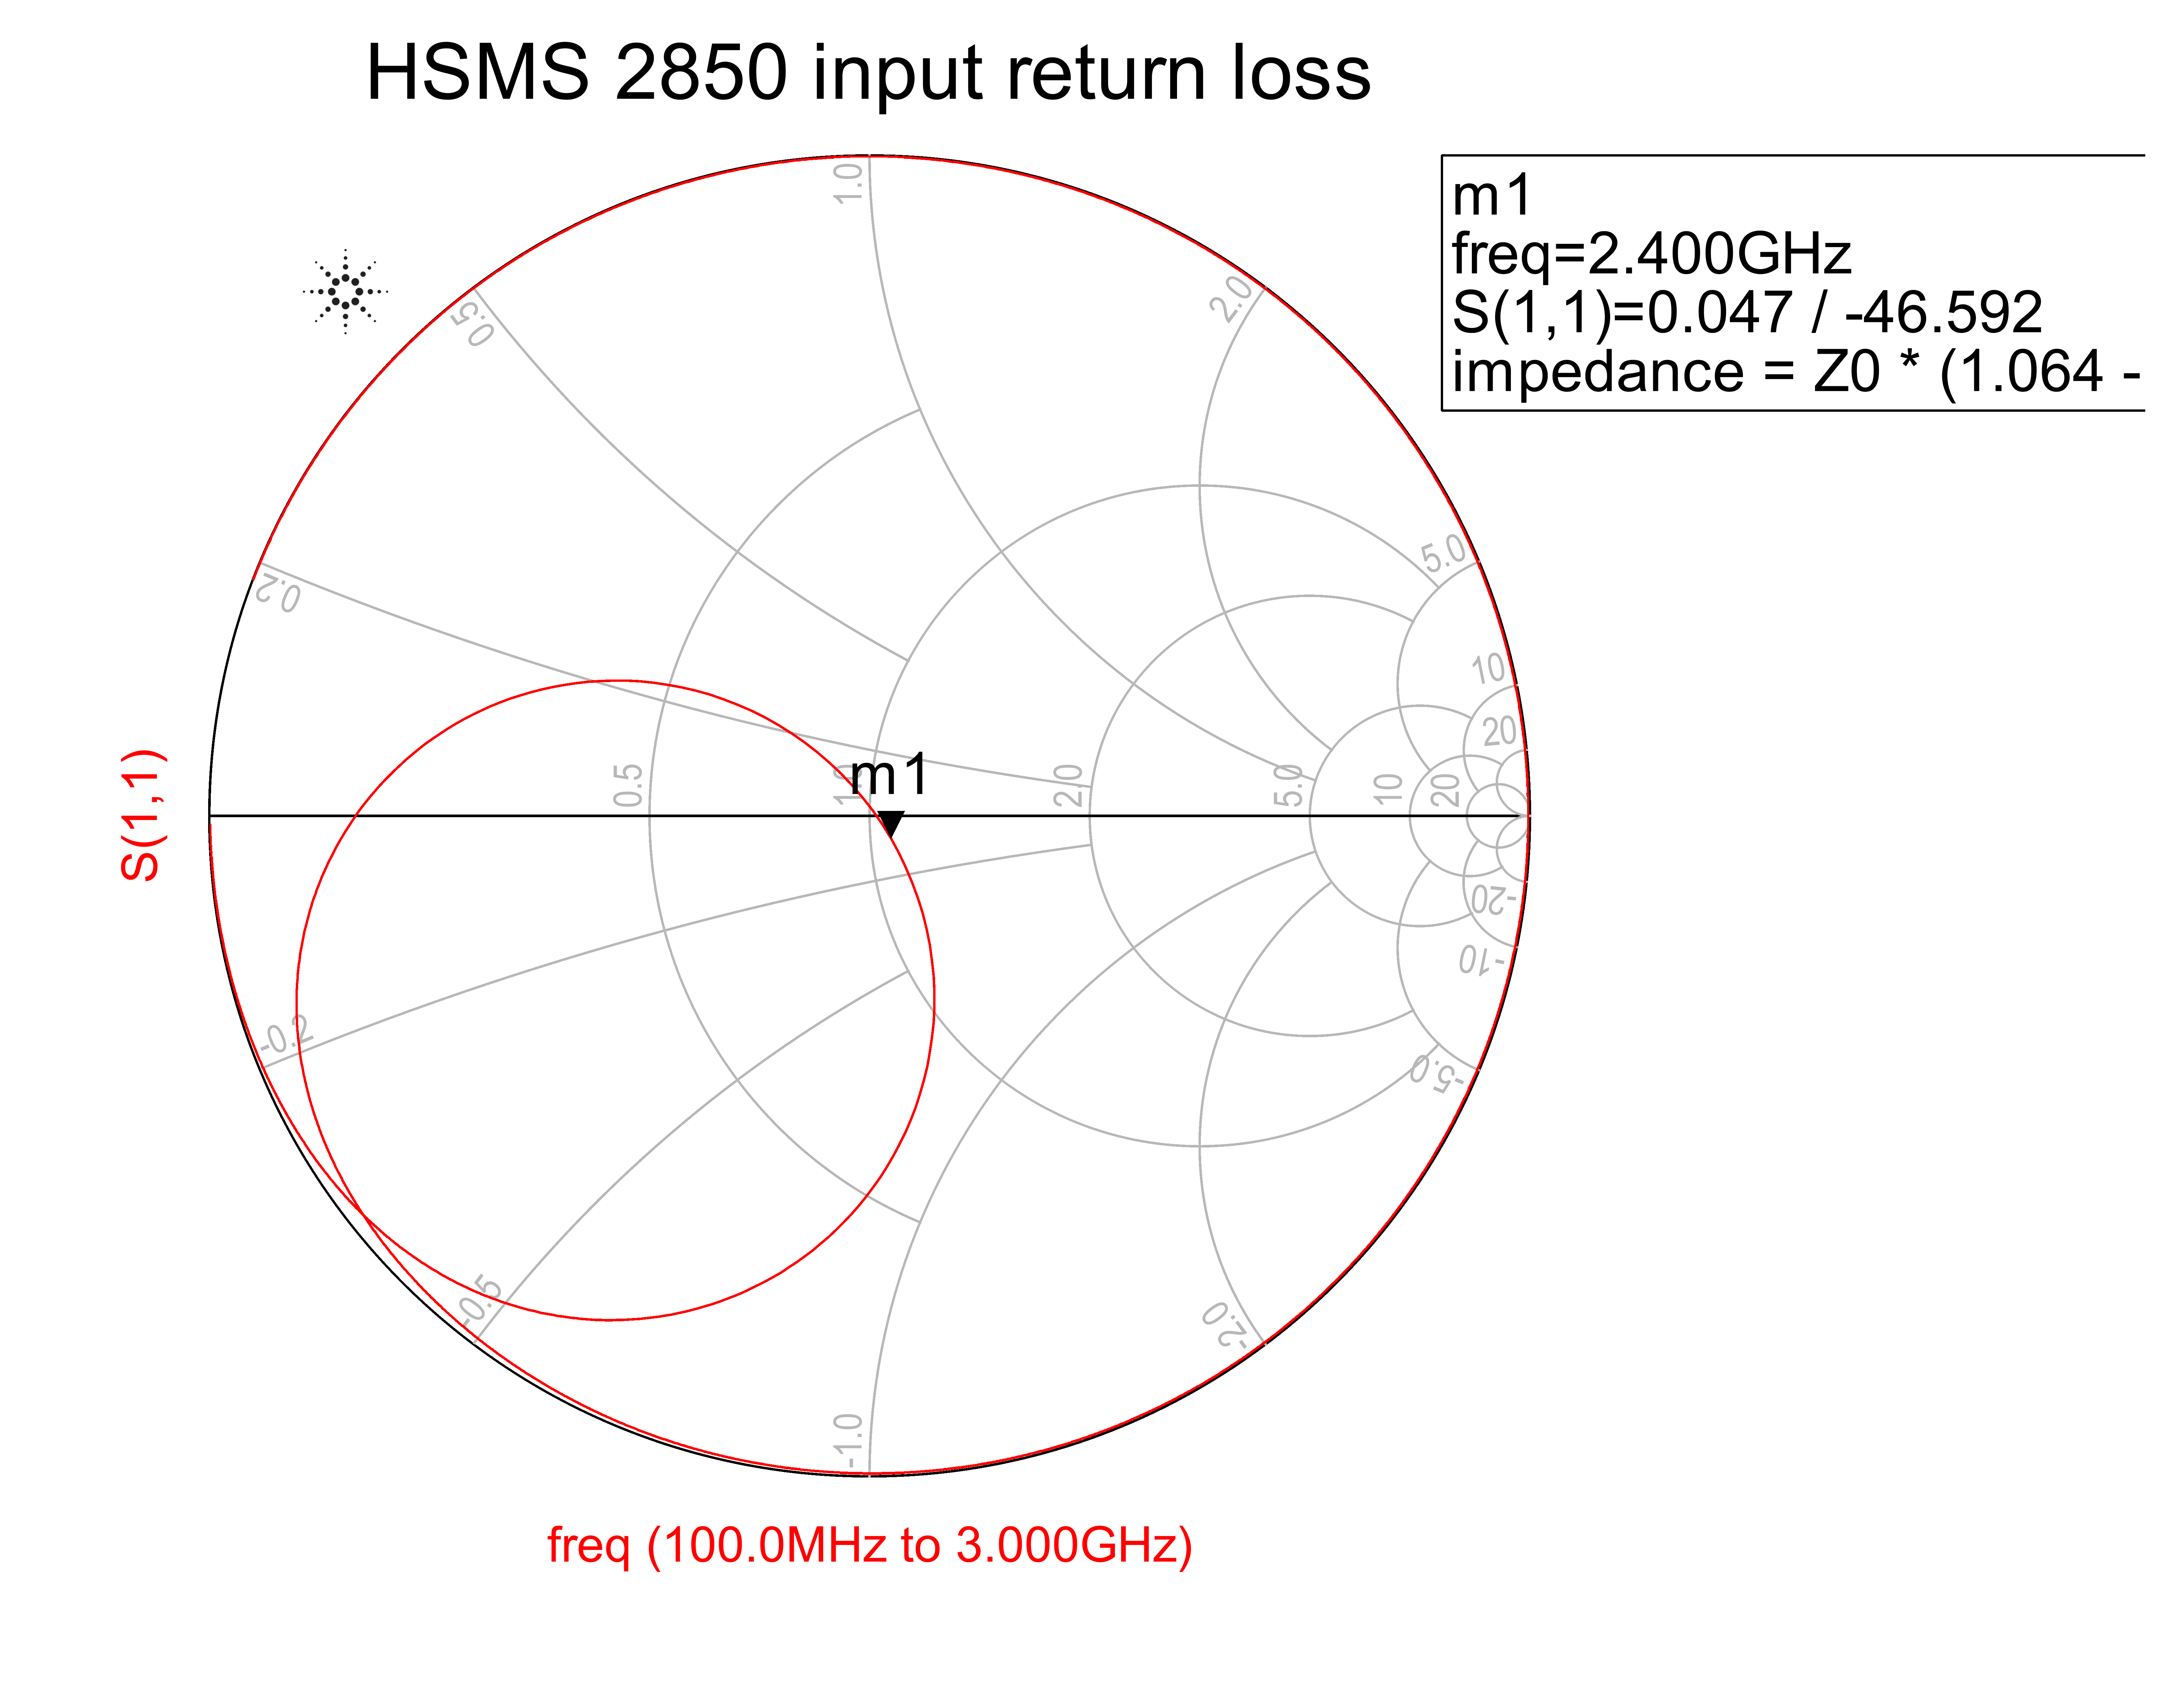 HSMS 2850 input return loss
m1
freq=2.400GHz
S(1,1)=0.047 / -46.592
impedance = Z0 * (1.064 -
1.0
0.5
2.0
0.2
5.0
10
20
m1
0.5
1.0
2.0
5.0
10
20
S(1,1)
-0.2
-20
-10
-5.0
-0.5
-2.0
-1.0
freq (100.0MHz to 3.000GHz)